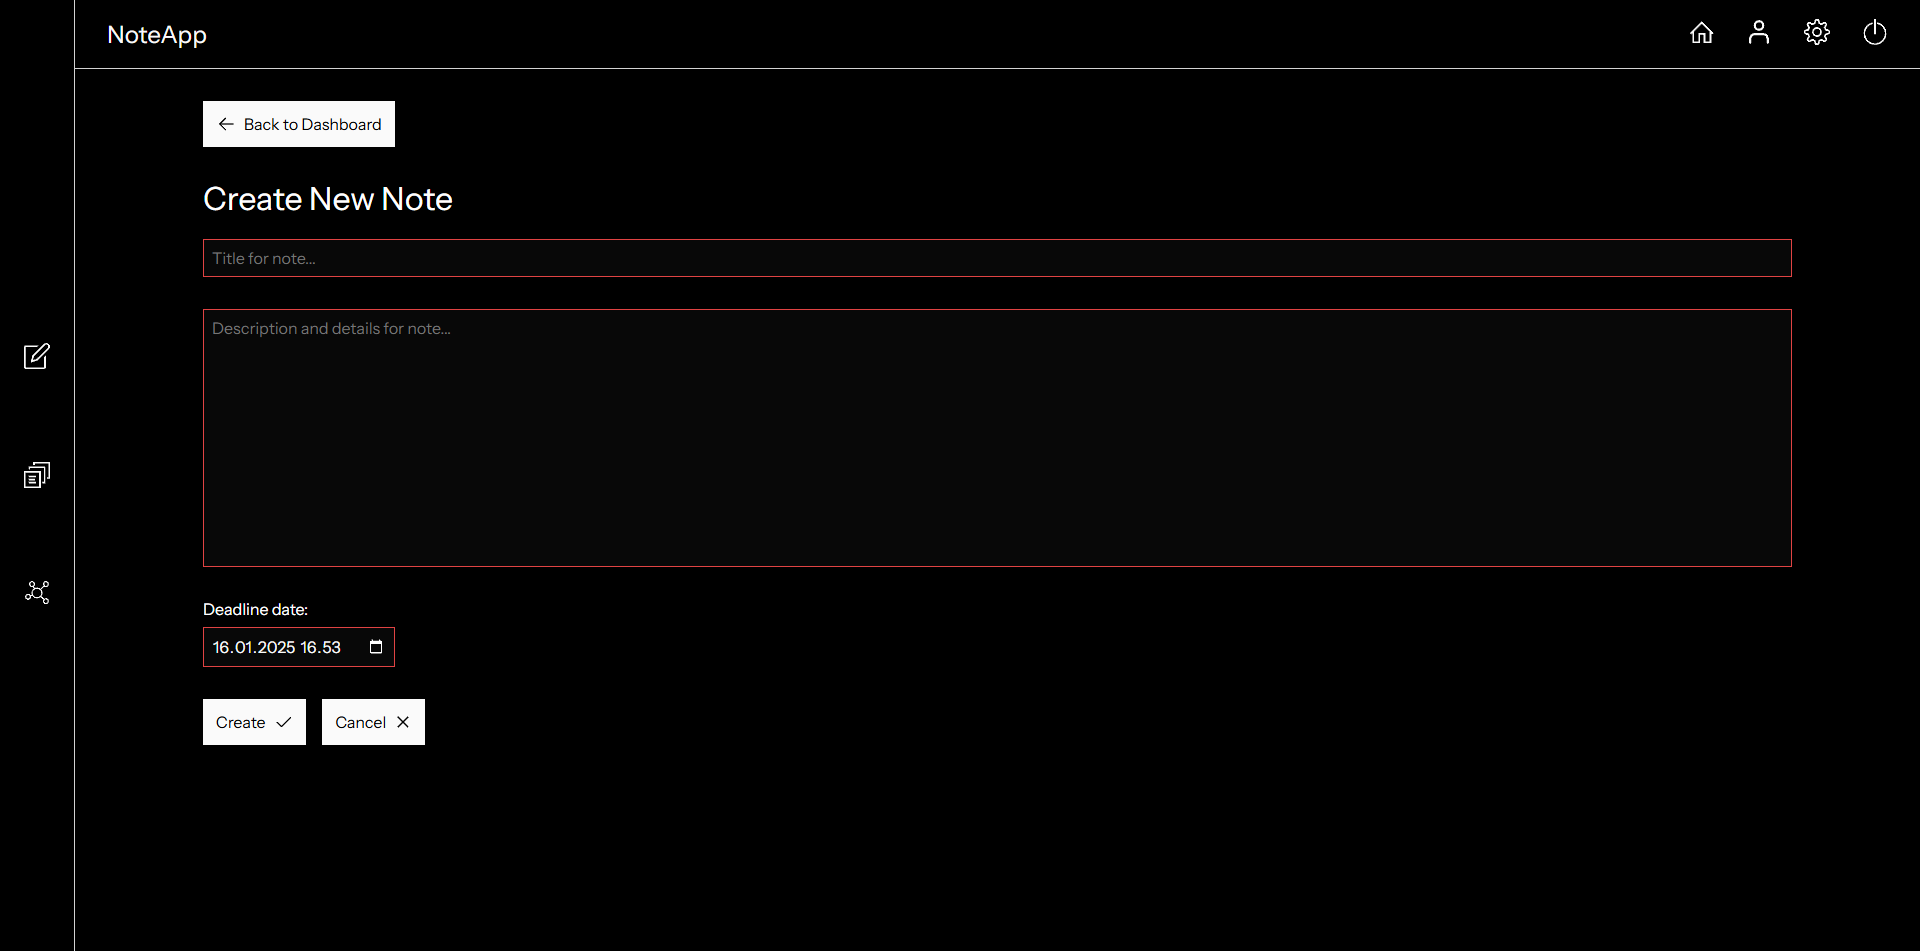 NoteApp
Back to Dashboard
Create New Note
Title for note...
Description and details for note...
Deadline date:
16.01.2025 16.53
Create
Cancel